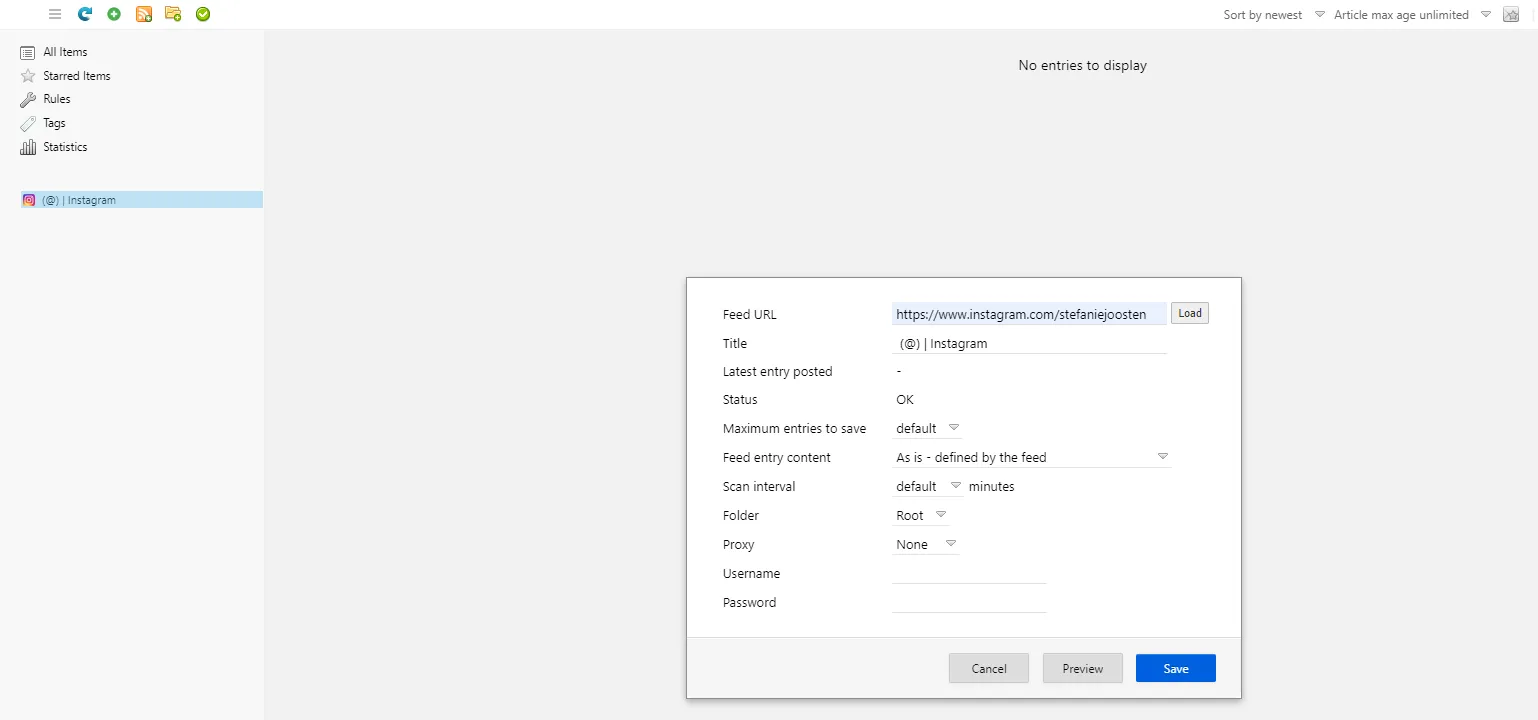 Sort by newest Article max age unlimited
All Items
Starred Items
Rules
Tags
Statistics
(@) | Instagram
No entries to display
Feed URL https://www.instagram.com/stefaniejoosten Load
Title (@) | Instagram
Latest entry posted -
Status OK
Maximum entries to save default
Feed entry content As is - defined by the feed
Scan interval default minutes
Folder Root
Proxy None
Username
Password
Cancel Preview Save